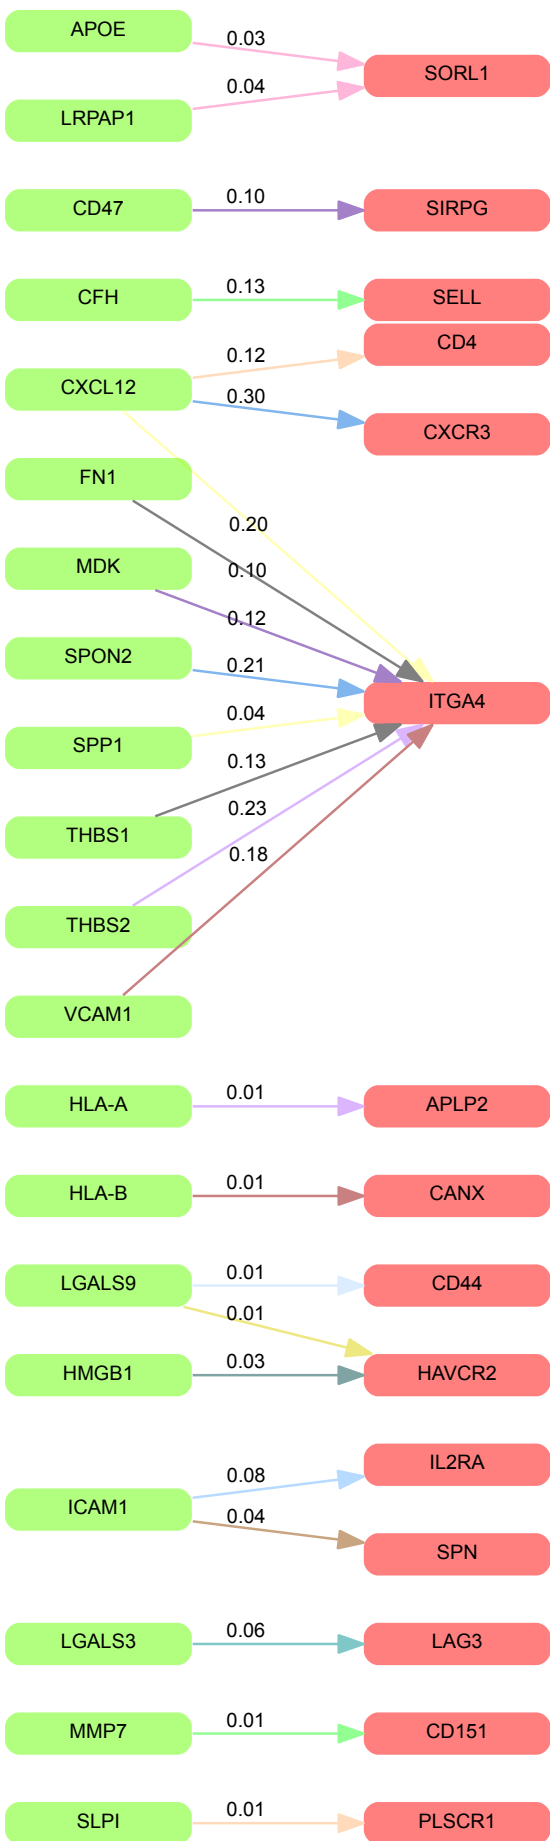 APOE
0.03
SORL1
0.04
LRPAP1
CD47
0.10
SIRPG
CFH
0.13
SELL
CD4
0.12
CXCL12
0.30
CXCR3
FN1
0.20
MDK
0.10
0.12
SPON2
0.21
ITGA4
SPP1
0.04
0.13
THBS1
0.23
0.18
THBS2
VCAM1
HLA-A
0.01
APLP2
HLA-B
0.01
CANX
LGALS9
0.01
CD44
0.01
HMGB1
0.03
HAVCR2
IL2RA
0.08
ICAM1
0.04
SPN
LGALS3
0.06
LAG3
MMP7
0.01
CD151
SLPI
0.01
PLSCR1